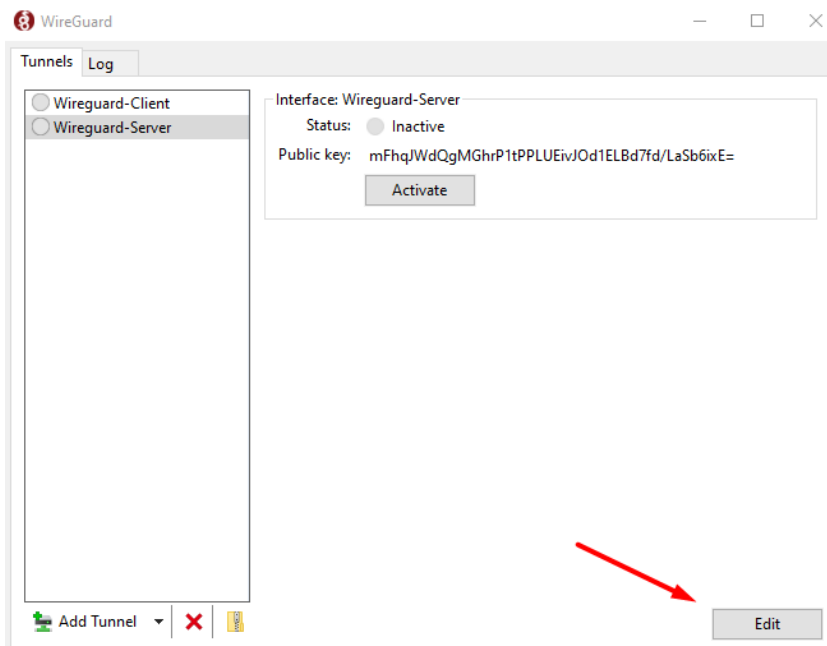 WireGuard
Tunnels Log
Wireguard-Client
Wireguard-Server
Interface: Wireguard-Server
Status: Inactive
Public key: mFhqJWdQgMGhrP1tPPLUEivJOd1ELBd7fd/LaSb6ixE=
Activate
Add Tunnel
Edit